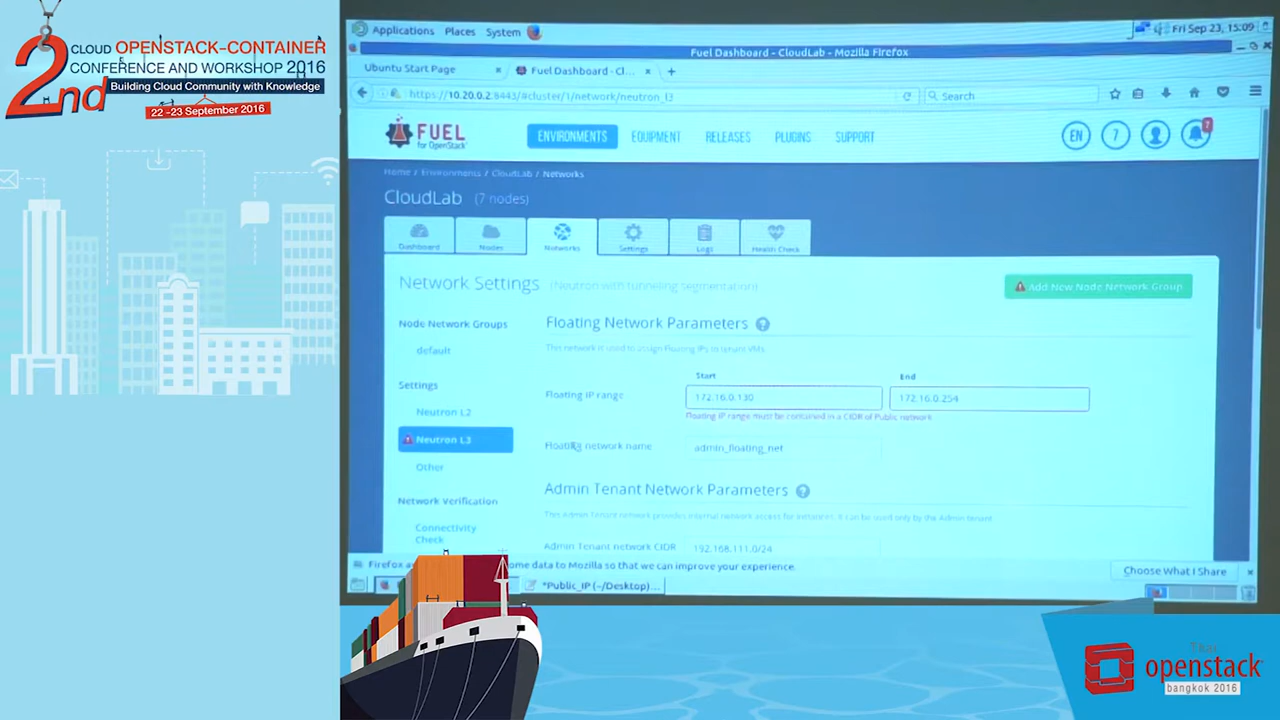 2nd
CLOUD OPENSTACK-CONTAINER
CONFERENCE AND WORKSHOP 2016
Building Cloud Community with Knowledge
22 -23 September 2016
Applications Places System
Fri Sep 23, 15:09
Fuel Dashboard - CloudLab - Mozilla Firefox
Ubuntu Start Page
Fuel Dashboard - Cl...
https://10.20.0.2:8443/#cluster/1/network/neutron_l3
Search
FUEL
for OpenStack
ENVIRONMENTS EQUIPMENT RELEASES PLUGINS SUPPORT
EN 7 7
Home / Environments / CloudLab / Networks
CloudLab (7 nodes)
Dashboard Nodes Networks Settings Logs Health Check
Network Settings (Neutron with tunneling segmentation)
Add New Node Network Group
Node Network Groups
default
Settings
Neutron L2
Neutron L3
Other
Network Verification
Connectivity
Check
Floating Network Parameters ?
This network is used to assign Floating IPs to tenant VMs.
Start End
Floating IP range 172.16.0.130 172.16.0.254
Floating IP range must be contained in a CIDR of Public network.
Floating network name admin_floating_net
Admin Tenant Network Parameters ?
This Admin Tenant network provides internal network access for instances. It can be used only by the Admin tenant.
Admin Tenant network CIDR 192.168.111.0/24
Firefox
ome data to Mozilla so that we can improve your experience.
Choose What I Share
*Public_IP (~/Desktop)...
Thai
openstack
bangkok 2016